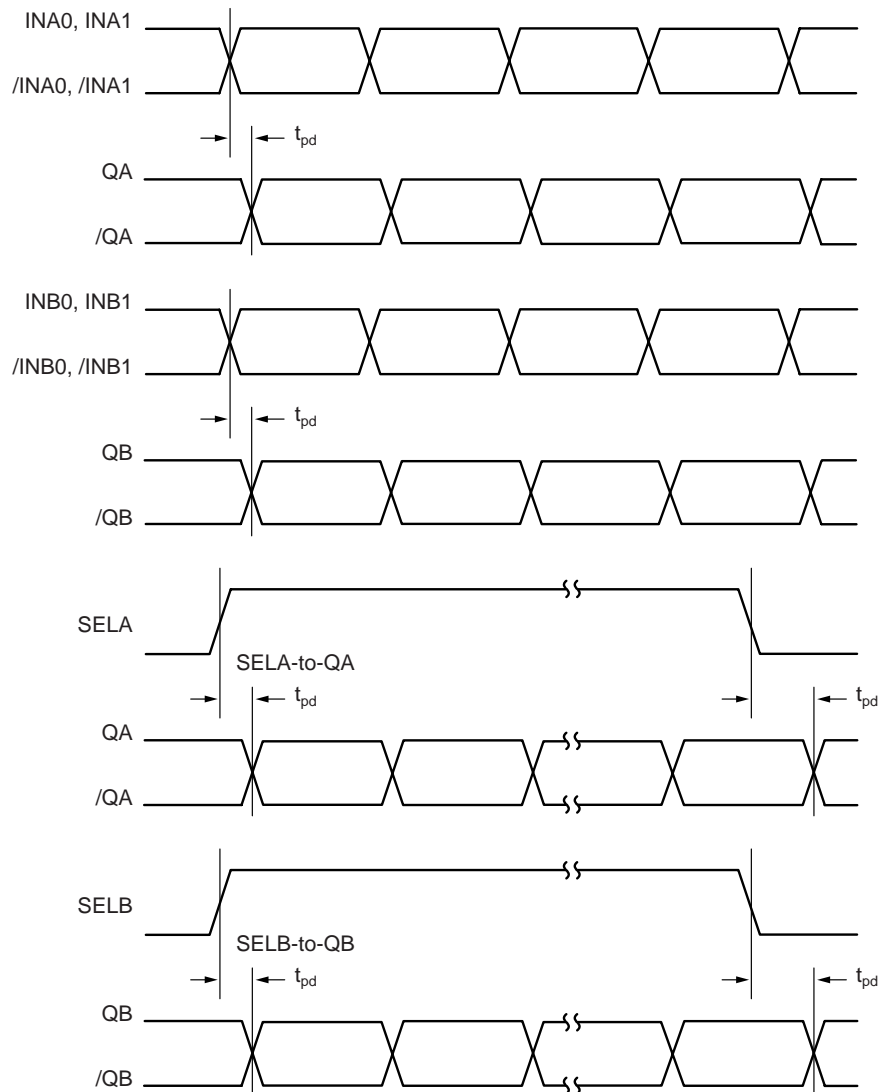 INA0, INA1
/INA0, /INA1
tpd
QA
/QA
INB0, INB1
/INB0, /INB1
tpd
QB
/QB
SELA
SELA-to-QA
tpd tpd
QA
/QA
SELB
SELB-to-QB
tpd tpd
QB
/QB